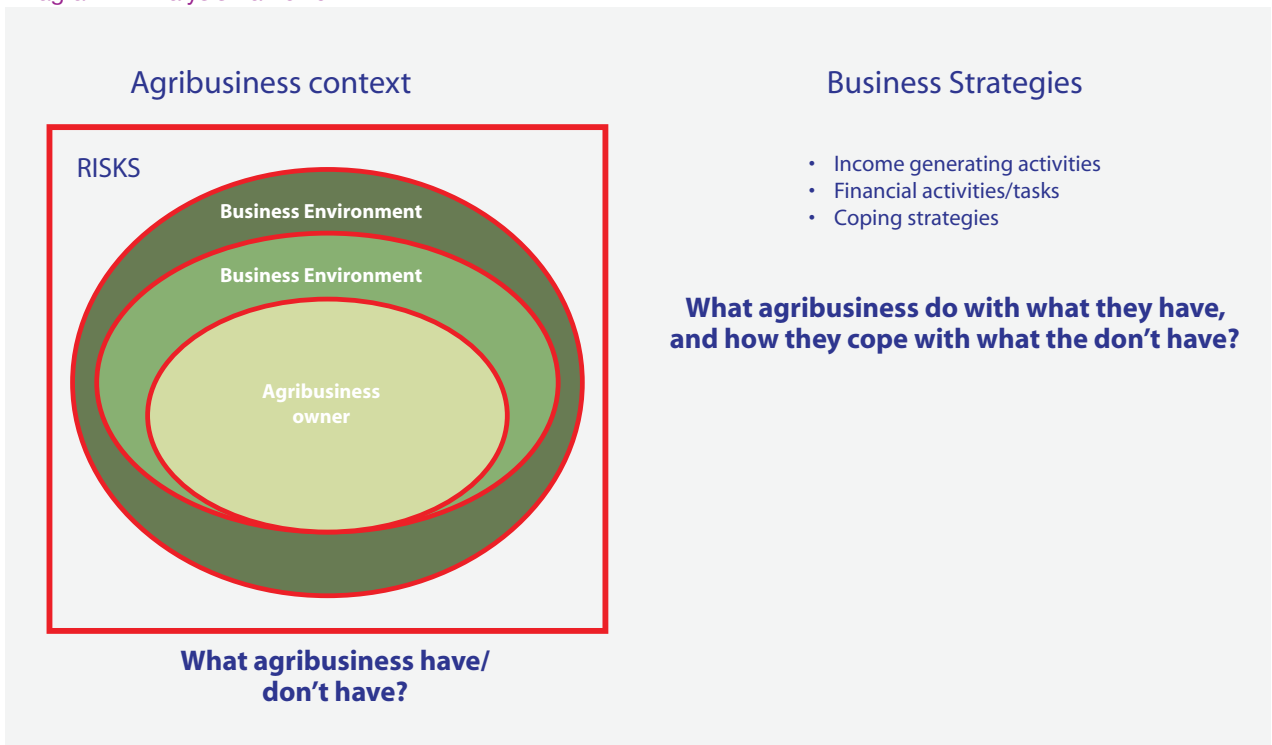 Agribusiness context
RISKS
Business Environment
Business Environment
Agribusiness
owner
What agribusiness have/
don't have?
Business Strategies
• Income generating activities
• Financial activities/tasks
• Coping strategies
What agribusiness do with what they have,
and how they cope with what the don't have?